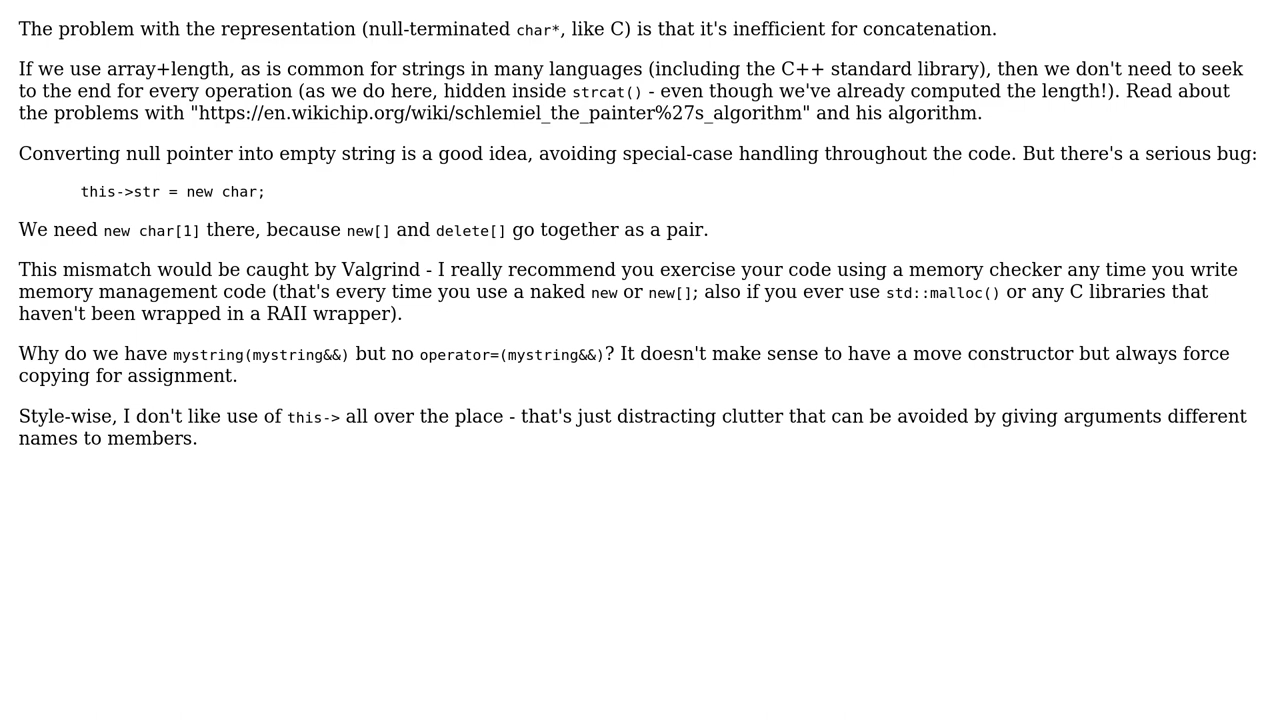 The problem with the representation (null-terminated char*, like C) is that it's inefficient for concatenation.
If we use array+length, as is common for strings in many languages (including the C++ standard library), then we don't need to seek
to the end for every operation (as we do here, hidden inside strcat() - even though we've already computed the length!). Read about
the problems with "https://en.wikichip.org/wiki/schlemiel_the_painter%27s_algorithm" and his algorithm.
Converting null pointer into empty string is a good idea, avoiding special-case handling throughout the code. But there's a serious bug:
this->str = new char;
We need new char[1] there, because new[] and delete[] go together as a pair.
This mismatch would be caught by Valgrind - I really recommend you exercise your code using a memory checker any time you write
memory management code (that's every time you use a naked new or new[]; also if you ever use std::malloc() or any C libraries that
haven't been wrapped in a RAII wrapper).
Why do we have mystring(mystring&&) but no operator=(mystring&&)? It doesn't make sense to have a move constructor but always force
copying for assignment.
Style-wise, I don't like use of this-> all over the place - that's just distracting clutter that can be avoided by giving arguments different
names to members.